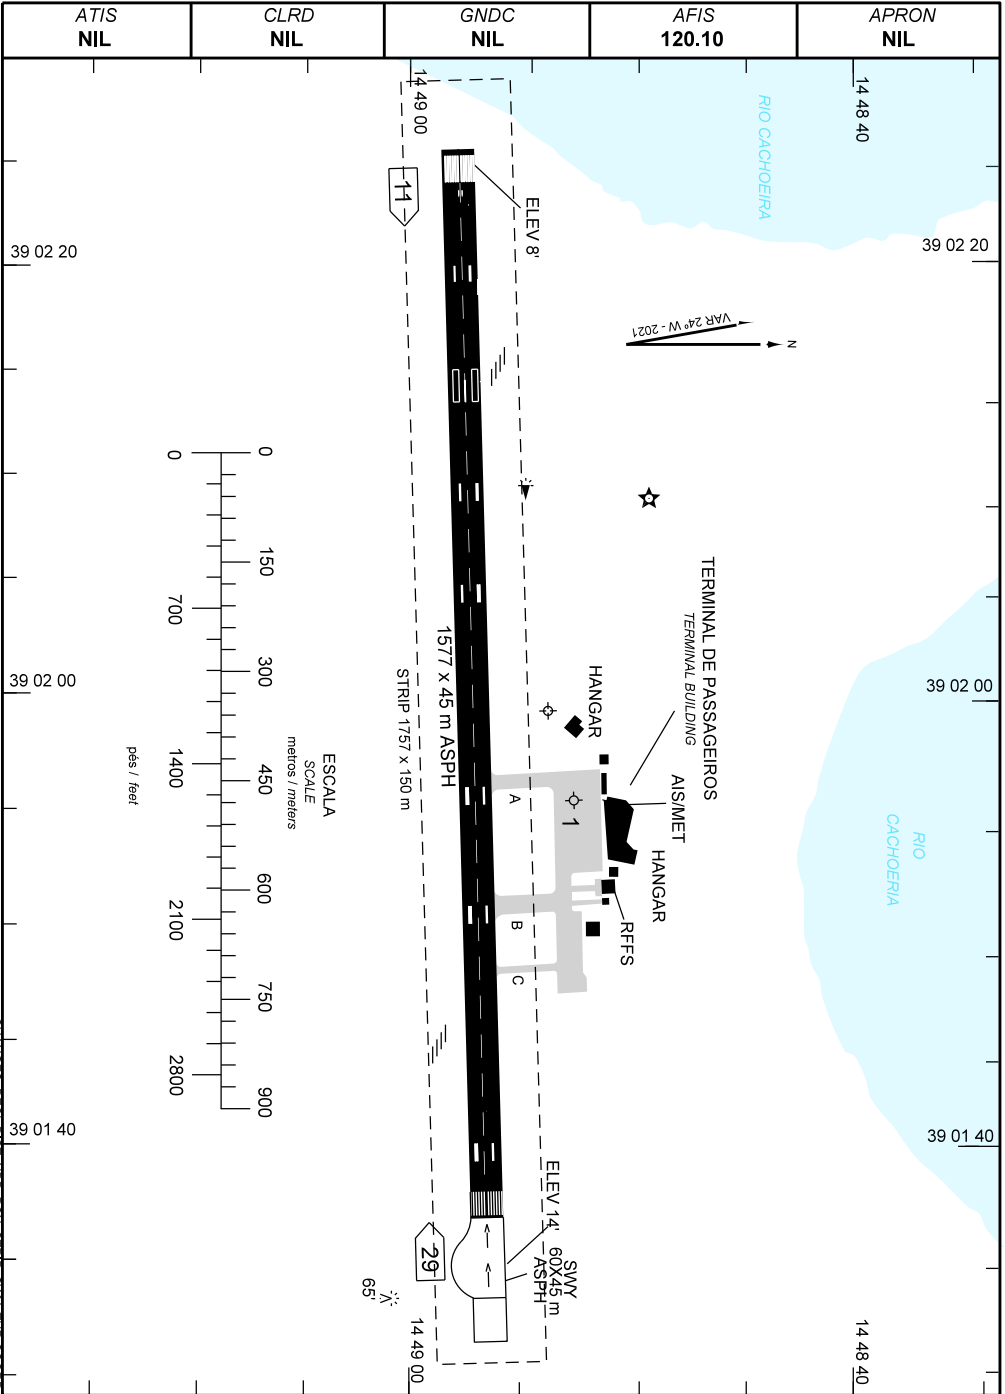 ATIS
NIL
CLRD
NIL
GNDC
NIL
AFIS
120.10
APRON
NIL
14 49 00
14 48 40
RIO CACHOEIRA
11
ELEV 8'
39 02 20
39 02 20
VAR 24° W - 2021
N
0
0
150
700
300
1400
450
600
2100
750
2800
900
ESCALA
SCALE
metros / meters
pés / feet
1577 x 45 m ASPH
STRIP 1757 x 150 m
TERMINAL DE PASSAGEIROS
TERMINAL BUILDING
HANGAR
AIS/MET
HANGAR
RFFS
1
A
B
C
39 02 00
39 02 00
RIO
CACHOERIA
39 01 40
39 01 40
ELEV 14'
SWY
60X45 m
ASPH
29
65'
14 49 00
14 48 40